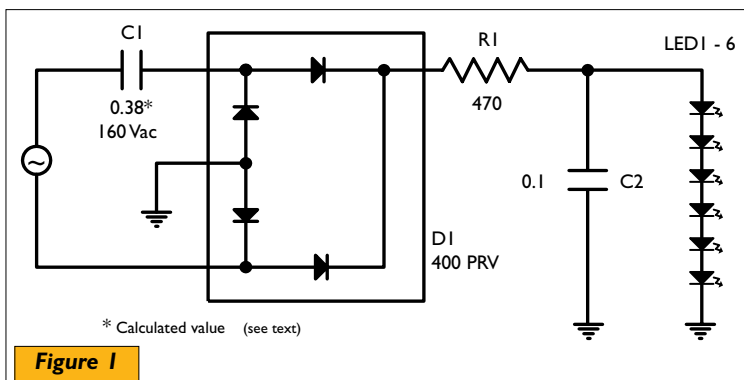 C1
0.38*
160 Vac
~
D1
400 PRV
R1
470
0.1
C2
LED1 - 6
* Calculated value (see text)
Figure 1